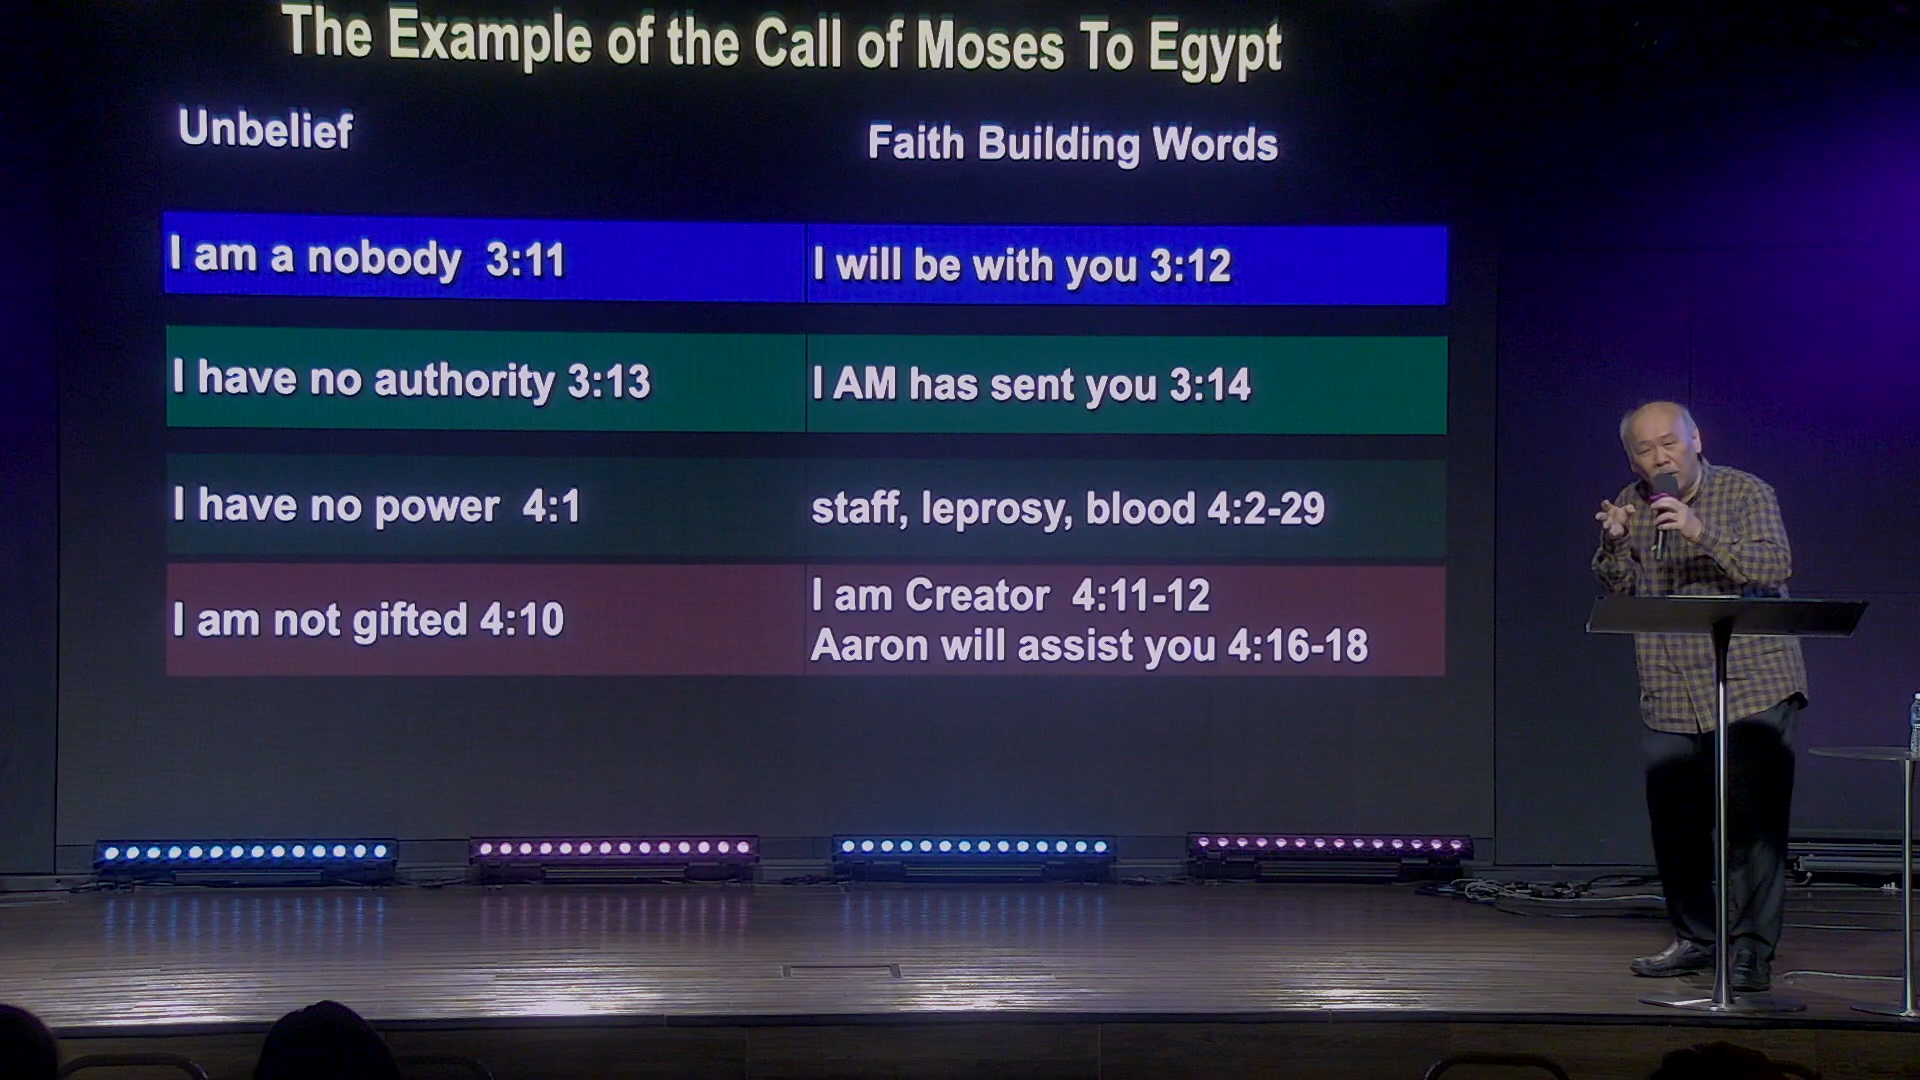 The Example of the Call of Moses To Egypt
Unbelief
Faith Building Words
I am a nobody 3:11
I will be with you 3:12
I have no authority 3:13
I AM has sent you 3:14
I have no power 4:1
staff, leprosy, blood 4:2-29
I am not gifted 4:10
I am Creator 4:11-12
Aaron will assist you 4:16-18